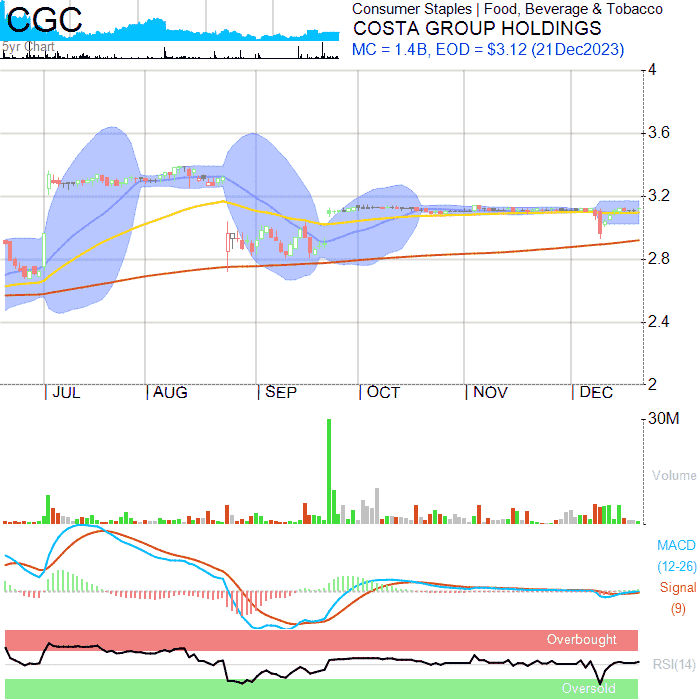 CGC
5yr Chart
Consumer Staples | Food, Beverage & Tobacco
COSTA GROUP HOLDINGS
MC = 1.4B, EOD = $3.12 (21Dec2023)
4
3.6
3.2
2.8
2.4
2
JUL AUG SEP OCT NOV DEC
30M
Volume
MACD
(12-26)
Signal
(9)
Overbought
RSI(14)
Oversold